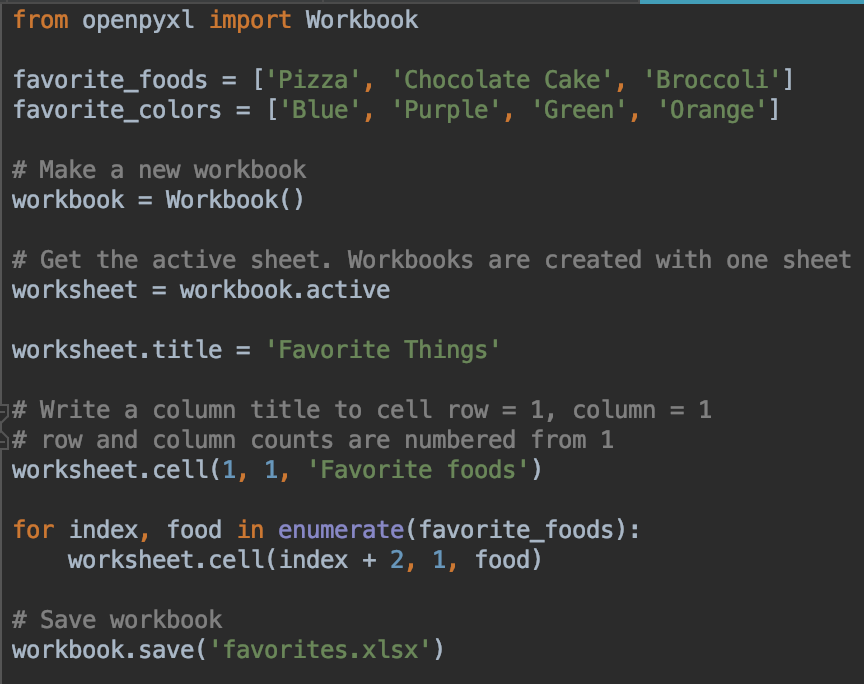 from openpyxl import Workbook
favorite_foods = ['Pizza', 'Chocolate Cake', 'Broccoli']
favorite_colors = ['Blue', 'Purple', 'Green', 'Orange']
# Make a new workbook
workbook = Workbook()
# Get the active sheet. Workbooks are created with one sheet
worksheet = workbook.active
worksheet.title = 'Favorite Things'
# Write a column title to cell row = 1, column = 1
# row and column counts are numbered from 1
worksheet.cell(1, 1, 'Favorite foods')
for index, food in enumerate(favorite_foods):
    worksheet.cell(index + 2, 1, food)
# Save workbook
workbook.save('favorites.xlsx')